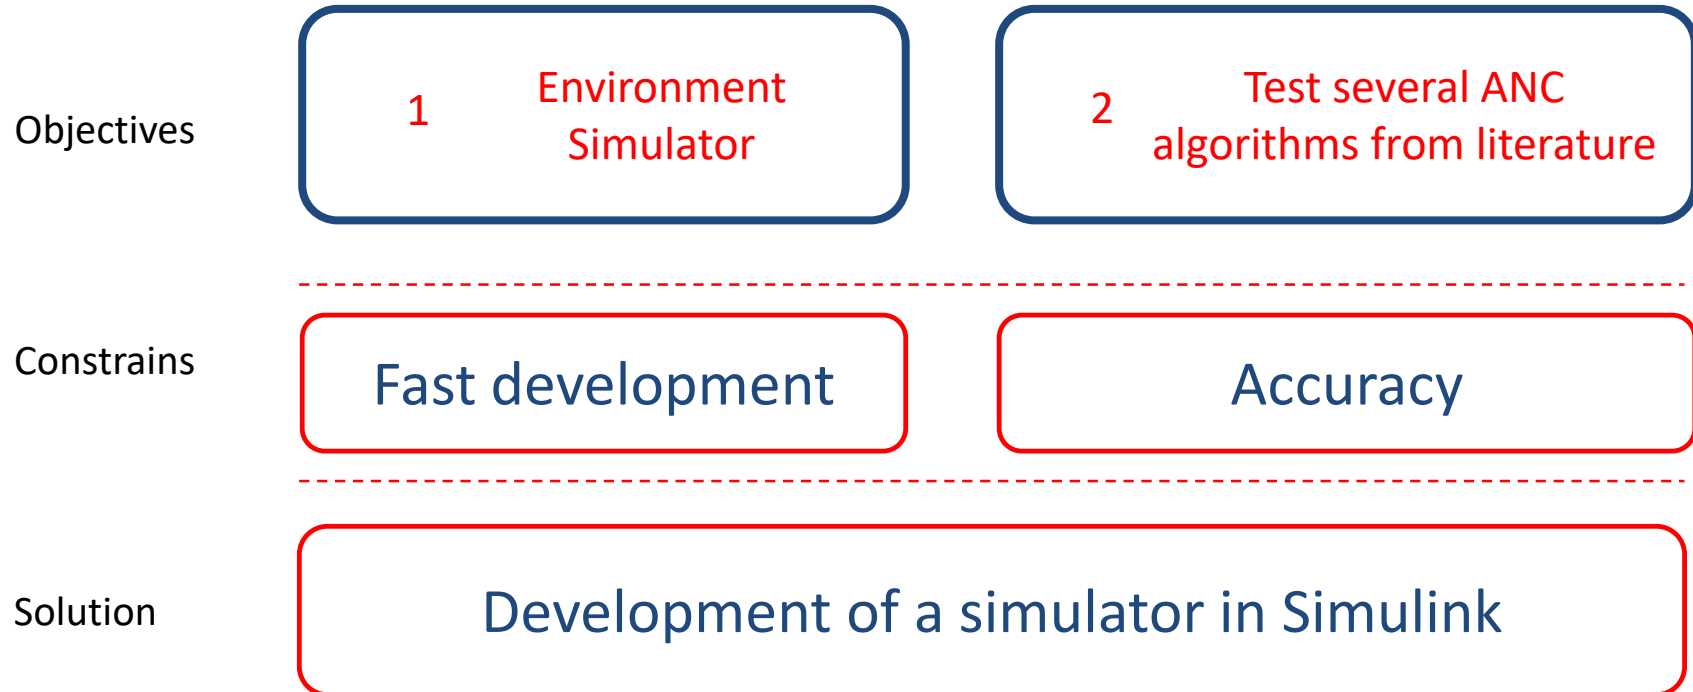 Objectives
1
Environment
Simulator
2
Test several ANC
algorithms from literature
Constrains
Fast development
Accuracy
Solution
Development of a simulator in Simulink